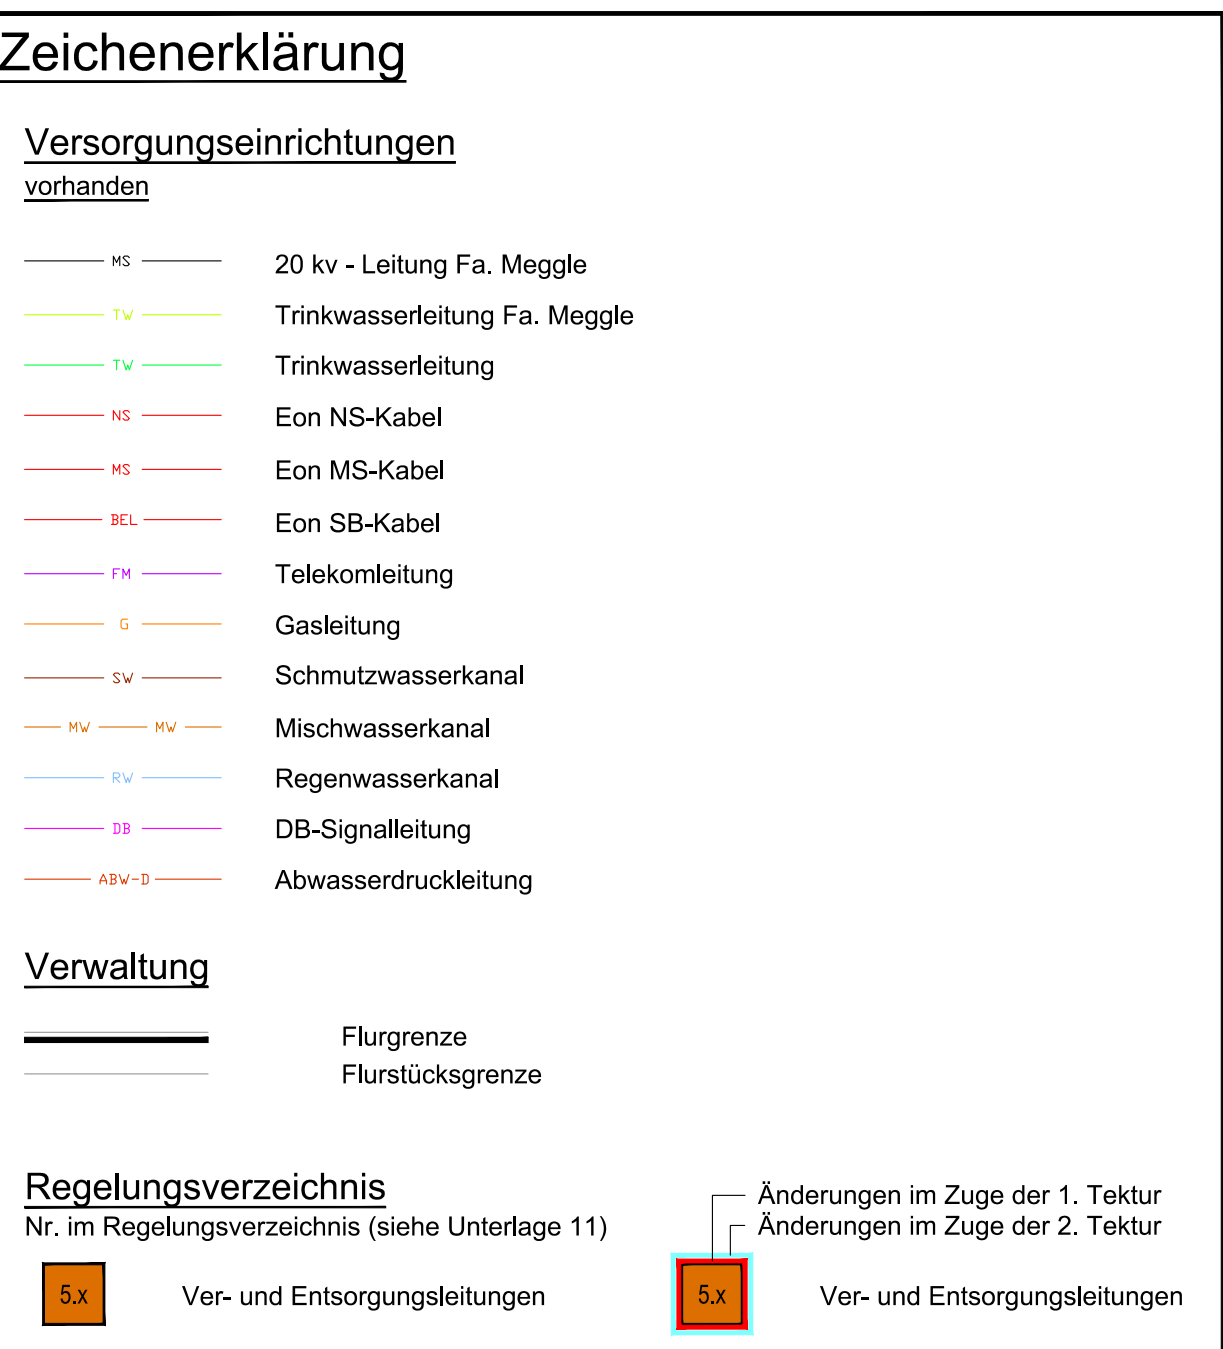 Zeichenerklärung
Versorgungseinrichtungen
vorhanden
MS 20 kv - Leitung Fa. Meggle
TW Trinkwasserleitung Fa. Meggle
TW Trinkwasserleitung
NS Eon NS-Kabel
MS Eon MS-Kabel
BEL Eon SB-Kabel
FM Telekomleitung
G Gasleitung
SW Schmutzwasserkanal
MW MW Mischwasserkanal
RW Regenwasserkanal
DB DB-Signalleitung
ABW-D Abwasserdruckleitung
Verwaltung
Flurgrenze
Flurstücksgrenze
Regelungsverzeichnis
Nr. im Regelungsverzeichnis (siehe Unterlage 11)
5.x Ver- und Entsorgungsleitungen
Änderungen im Zuge der 1. Tektur
Änderungen im Zuge der 2. Tektur
5.x Ver- und Entsorgungsleitungen